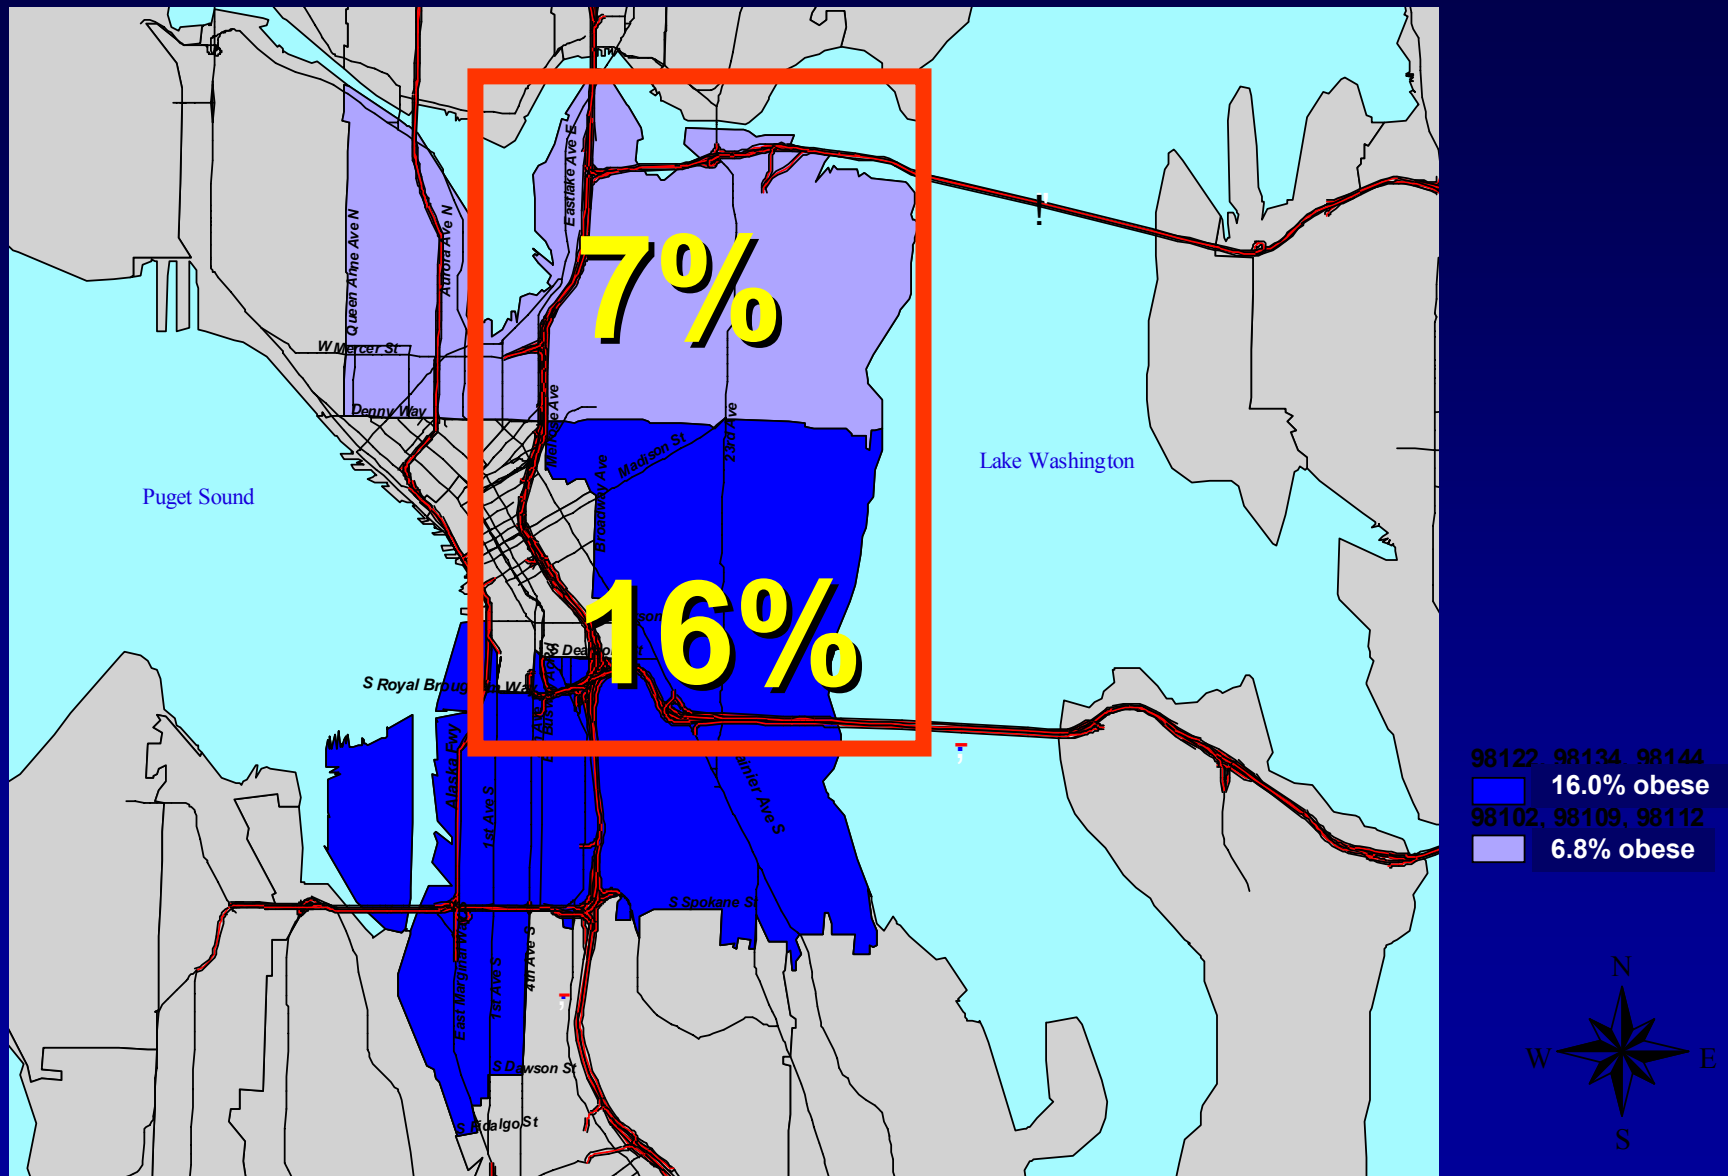 Eastlake Ave E
Queen Anne Ave N
Aurora Ave N
7%
!
W Mercer St
Denny Way
Melrose Ave
23rd Ave
Madison St
Broadway Ave
Lake Washington
Puget Sound
16%
S Royal Brougham Way
Alaska Fwy
1st Ave S
98122, 98134, 98144
16.0% obese
98102, 98109, 98112
6.8% obese
S Spokane St
East Marginal Way
1st Ave S
4th Ave S
S Dawson St
S Fidalgo St
N
W E
S